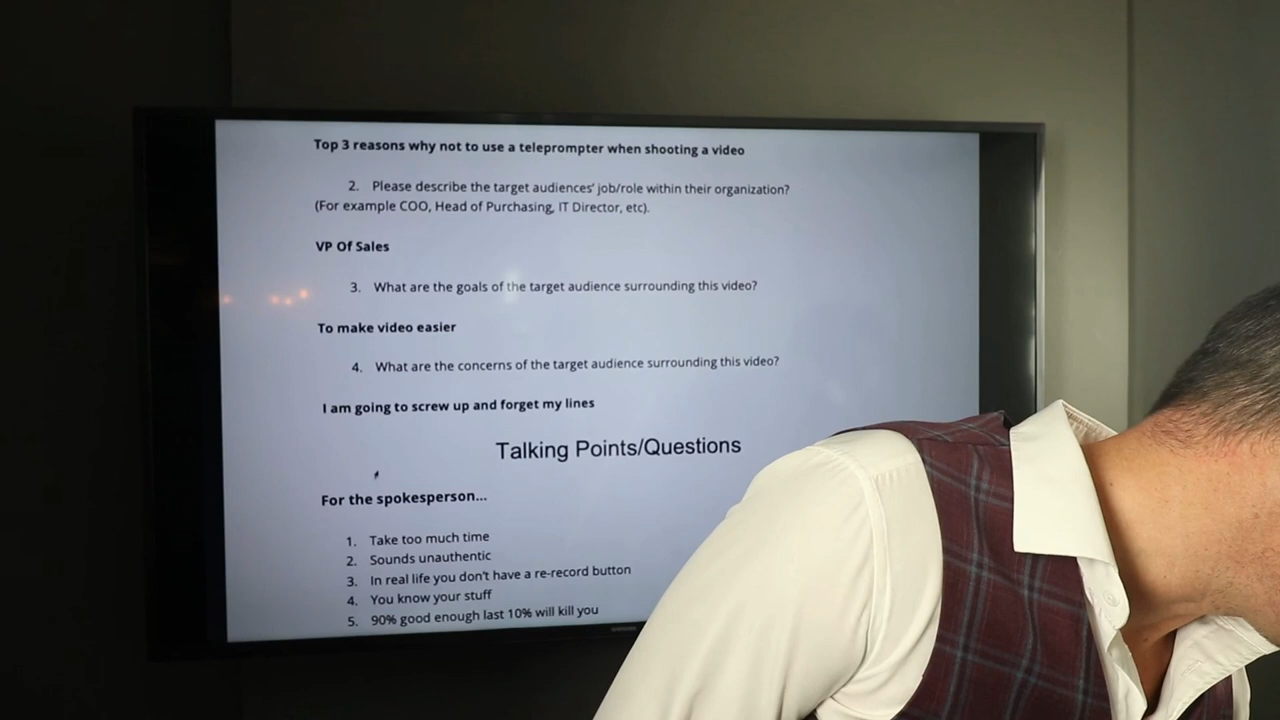 Top 3 reasons why not to use a teleprompter when shooting a video
2. Please describe the target audiences' job/role within their organization?
(For example COO, Head of Purchasing, IT Director, etc).
VP Of Sales
3. What are the goals of the target audience surrounding this video?
To make video easier
4. What are the concerns of the target audience surrounding this video?
I am going to screw up and forget my lines
Talking Points/Questions
For the spokesperson...
1. Take too much time
2. Sounds unauthentic
3. In real life you don't have a re-record button
4. You know your stuff
5. 90% good enough last 10% will kill you